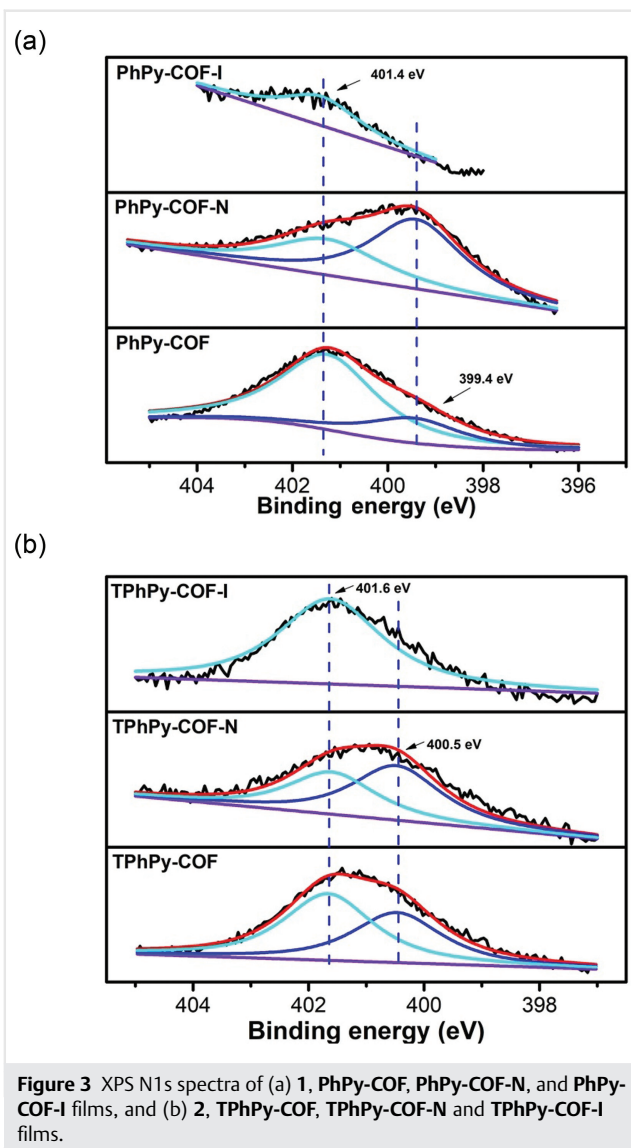 (a)
PhPy-COF-I
401.4 eV
PhPy-COF-N
PhPy-COF
399.4 eV
404 402 400 398 396
Binding energy (eV)
(b)
TPhPy-COF-I
401.6 eV
TPhPy-COF-N
400.5 eV
TPhPy-COF
404 402 400 398
Binding energy (eV)
Figure 3 XPS N1s spectra of (a) 1, PhPy-COF, PhPy-COF-N, and PhPy-
COF-I films, and (b) 2, TPhPy-COF, TPhPy-COF-N and TPhPy-COF-I
films.